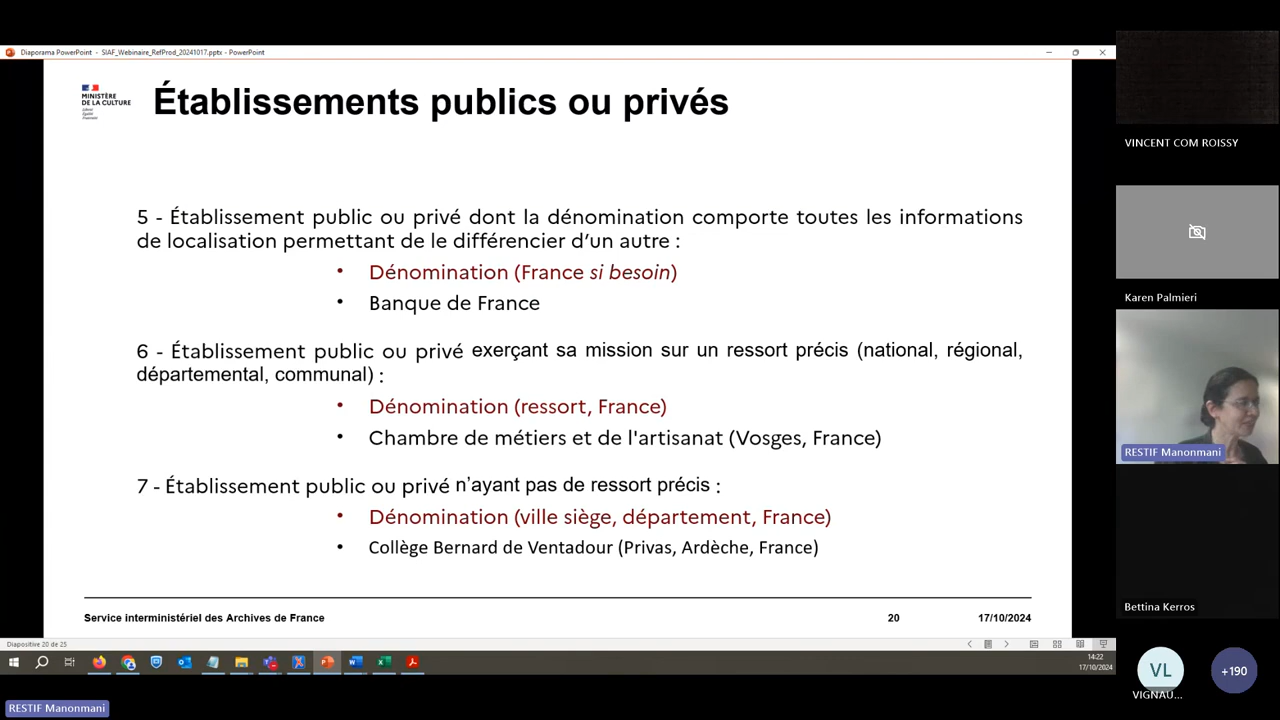 Diaporama PowerPoint - SIAF_Webinaire_RefProd_20241017.pptx - PowerPoint
MINISTÈRE
DE LA CULTURE
Liberté
Égalité
Fraternité
Établissements publics ou privés
5 - Établissement public ou privé dont la dénomination comporte toutes les informations
de localisation permettant de le différencier d’un autre :
• Dénomination (France si besoin)
• Banque de France
6 - Établissement public ou privé exerçant sa mission sur un ressort précis (national, régional,
départemental, communal) :
• Dénomination (ressort, France)
• Chambre de métiers et de l'artisanat (Vosges, France)
7 - Établissement public ou privé n’ayant pas de ressort précis :
• Dénomination (ville siège, département, France)
• Collège Bernard de Ventadour (Privas, Ardèche, France)
Service interministériel des Archives de France
20
17/10/2024
Diapositive 20 de 25
14:22
17/10/2024
RESTIF Manonmani
VINCENT COM ROISSY
Karen Palmieri
RESTIF Manonmani
Bettina Kerros
VL
VIGNAU...
+190